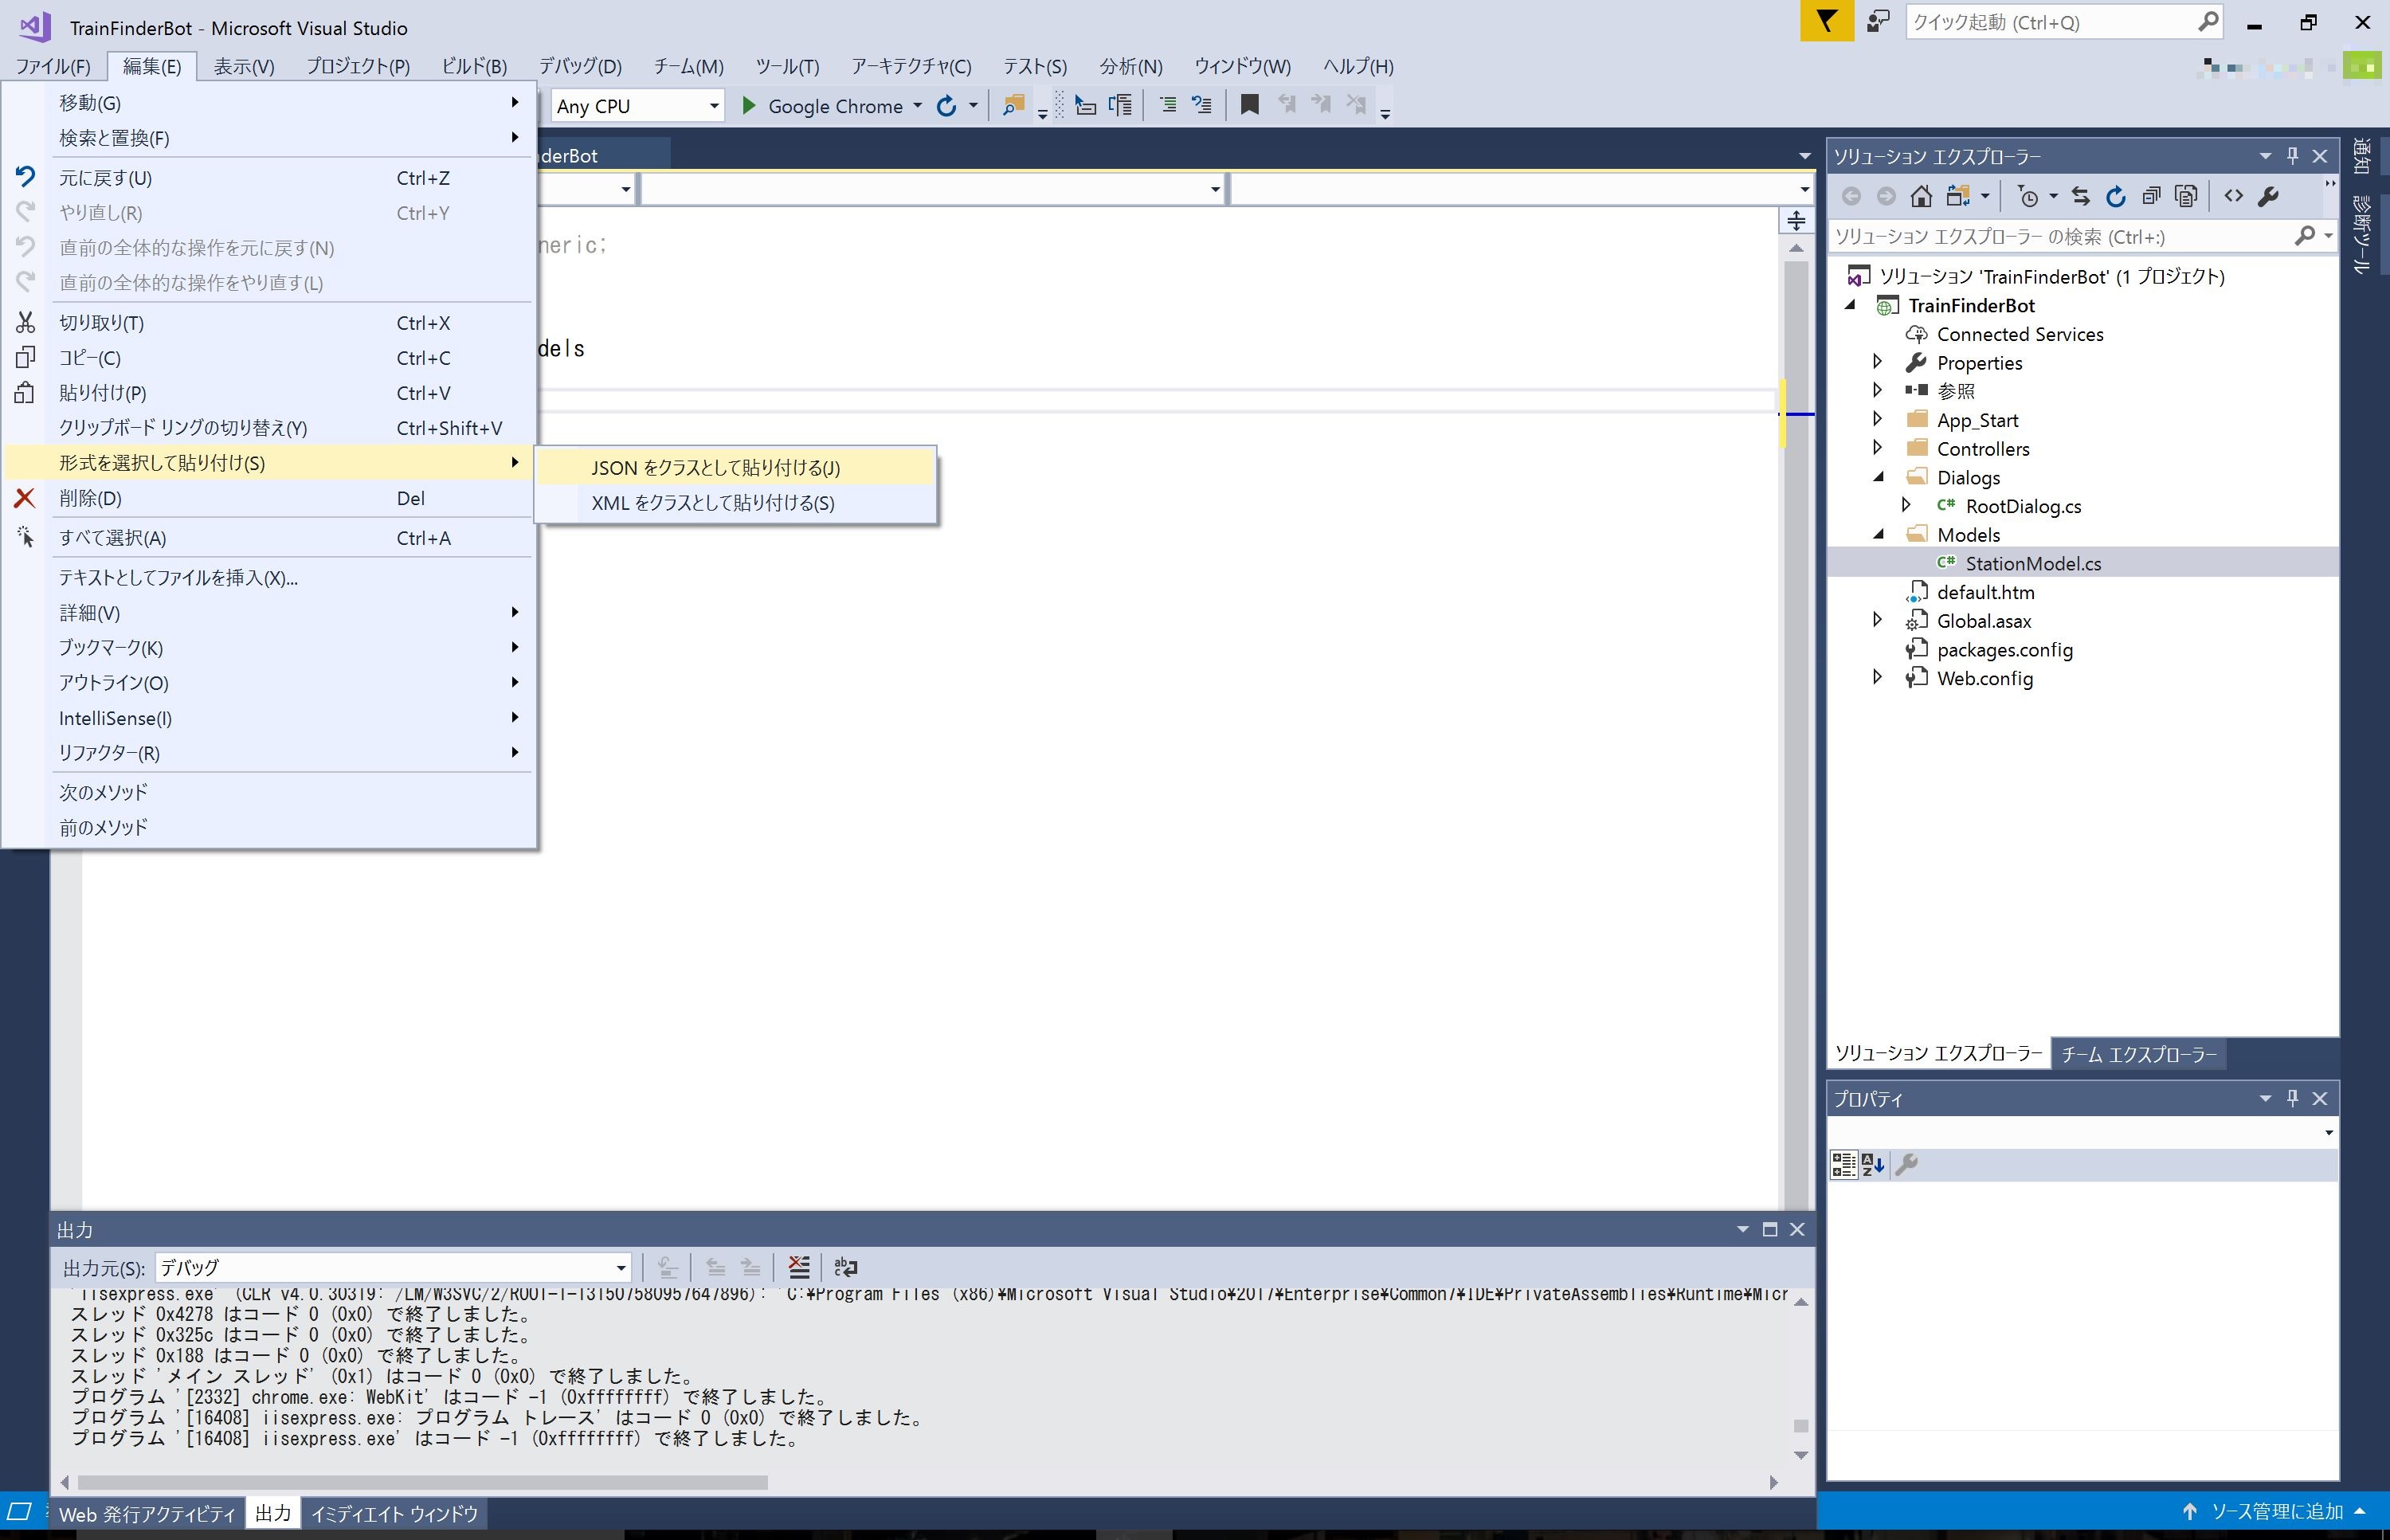 TrainFinderBot - Microsoft Visual Studio
クイック起動 (Ctrl+Q)
ファイル(F) 編集(E) 表示(V) プロジェクト(P) ビルド(B) デバッグ(D) チーム(M) ツール(T) アーキテクチャ(C) テスト(S) 分析(N) ウィンドウ(W) ヘルプ(H)
Any CPU Google Chrome
移動(G)
検索と置換(F)
元に戻す(U) Ctrl+Z
やり直し(R) Ctrl+Y
直前の全体的な操作を元に戻す(N)
直前の全体的な操作をやり直す(L)
切り取り(T) Ctrl+X
コピー(C) Ctrl+C
貼り付け(P) Ctrl+V
クリップボード リングの切り替え(Y) Ctrl+Shift+V
形式を選択して貼り付け(S)
削除(D) Del
すべて選択(A) Ctrl+A
テキストとしてファイルを挿入(X)...
詳細(V)
ブックマーク(K)
アウトライン(O)
IntelliSense(I)
リファクター(R)
次のメソッド
前のメソッド
JSON をクラスとして貼り付ける(J)
XML をクラスとして貼り付ける(S)
nderBot
neric;
dels
ソリューション エクスプローラー
ソリューション エクスプローラー の検索 (Ctrl+:)
ソリューション 'TrainFinderBot' (1 プロジェクト)
TrainFinderBot
Connected Services
Properties
参照
App_Start
Controllers
Dialogs
C# RootDialog.cs
Models
C# StationModel.cs
default.htm
Global.asax
packages.config
Web.config
ソリューション エクスプローラー チーム エクスプローラー
プロパティ
通知
診断ツール
出力
出力元(S): デバッグ
'iisexpress.exe' (CLR v4.0.30319: /LM/W3SVC/2/ROOT-1-131507580957647896): 'C:¥Program Files (x86)¥Microsoft Visual Studio¥2017¥Enterprise¥Common7¥IDE¥PrivateAssemblies¥Runtime¥Micr
スレッド 0x4278 はコード 0 (0x0) で終了しました。
スレッド 0x325c はコード 0 (0x0) で終了しました。
スレッド 0x188 はコード 0 (0x0) で終了しました。
スレッド 'メイン スレッド' (0x1) はコード 0 (0x0) で終了しました。
プログラム '[2332] chrome.exe: WebKit' はコード -1 (0xffffffff) で終了しました。
プログラム '[16408] iisexpress.exe: プログラム トレース' はコード 0 (0x0) で終了しました。
プログラム '[16408] iisexpress.exe' はコード -1 (0xffffffff) で終了しました。
Web 発行アクティビティ 出力 イミディエイト ウィンドウ
ソース管理に追加